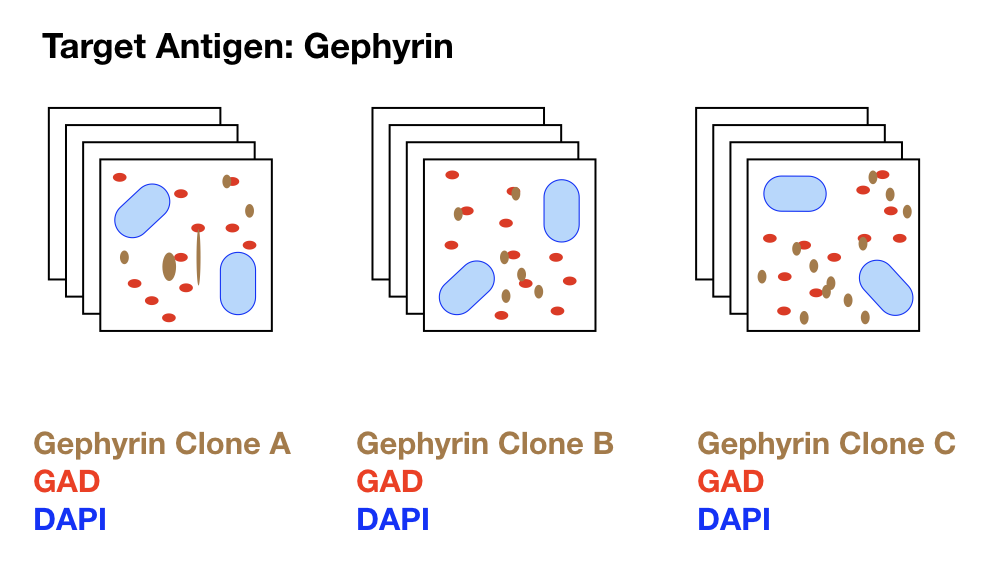 Target Antigen: Gephyrin
Gephyrin Clone A
GAD
DAPI
Gephyrin Clone B
GAD
DAPI
Gephyrin Clone C
GAD
DAPI